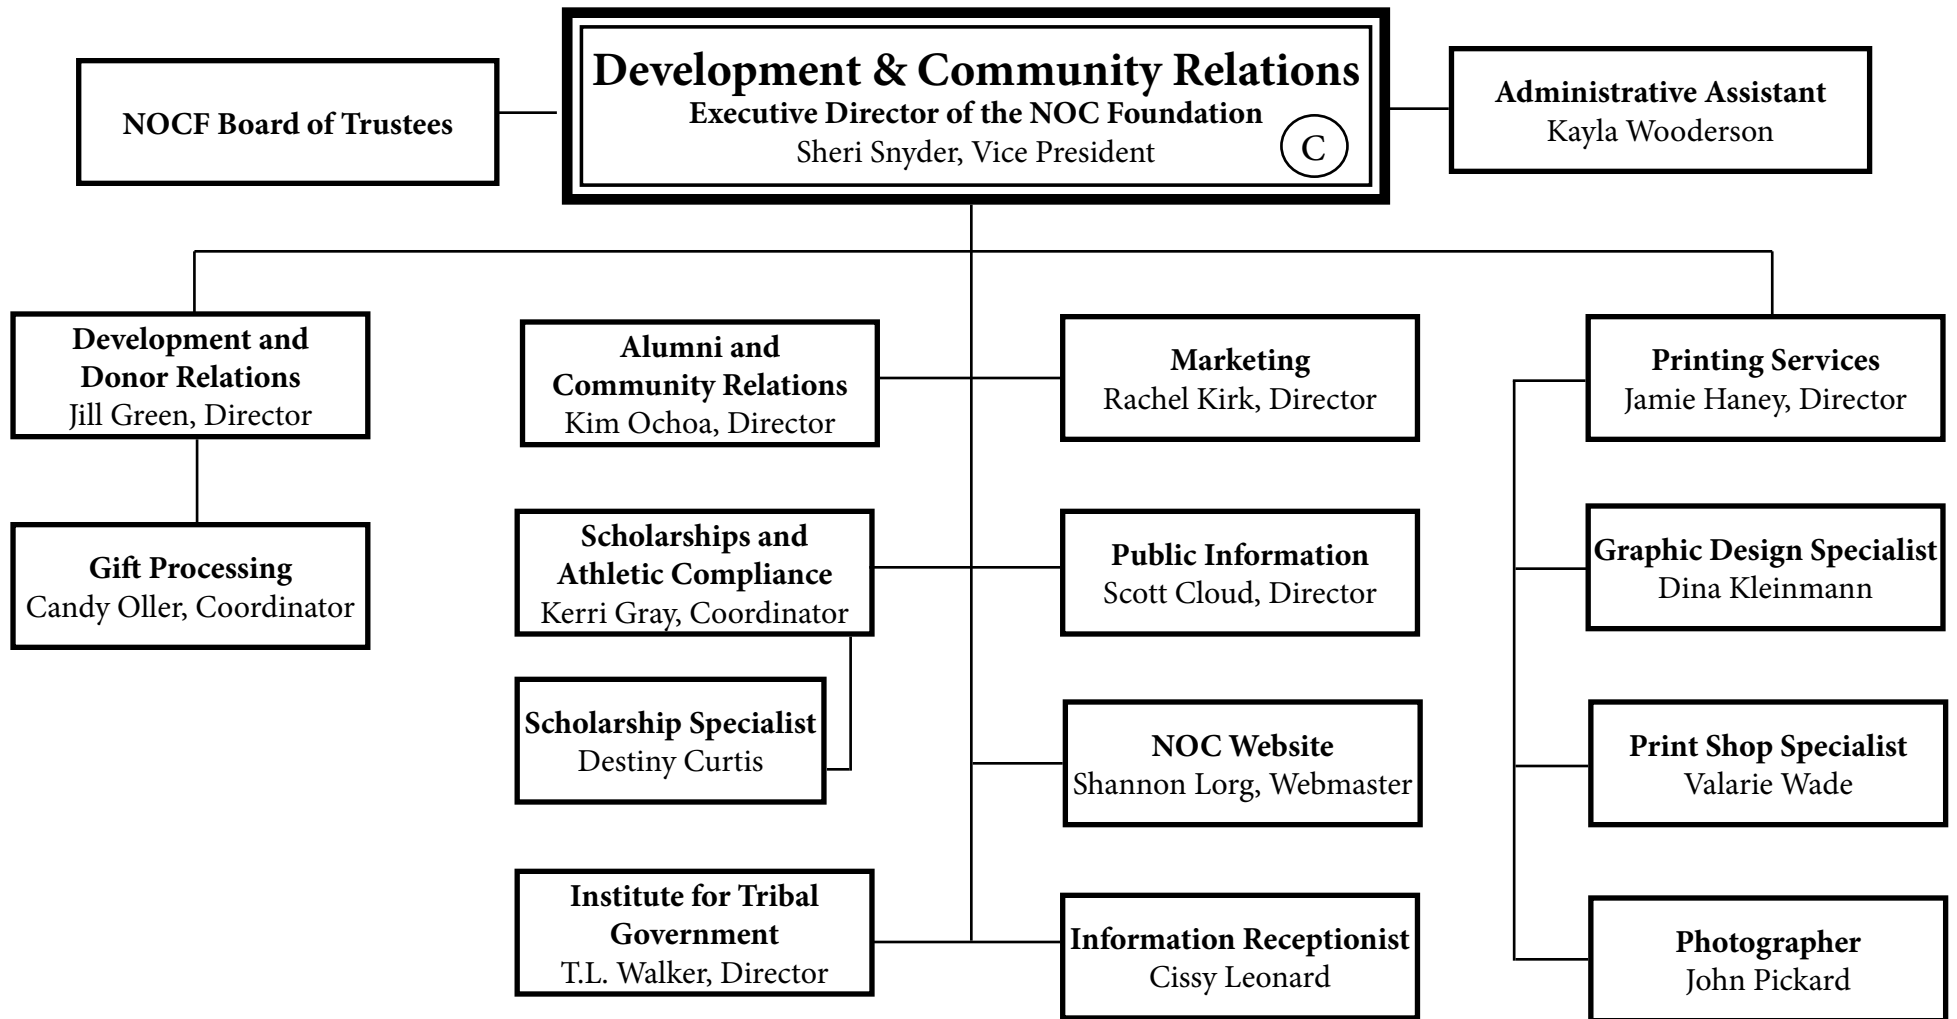 Development & Community Relations
Executive Director of the NOC Foundation
Sheri Snyder, Vice President
C
NOCF Board of Trustees
Administrative Assistant
Kayla Wooderson
Development and
Donor Relations
Jill Green, Director
Gift Processing
Candy Oller, Coordinator
Alumni and
Community Relations
Kim Ochoa, Director
Scholarships and
Athletic Compliance
Kerri Gray, Coordinator
Scholarship Specialist
Destiny Curtis
Institute for Tribal
Government
T.L. Walker, Director
Marketing
Rachel Kirk, Director
Public Information
Scott Cloud, Director
NOC Website
Shannon Lorg, Webmaster
Information Receptionist
Cissy Leonard
Printing Services
Jamie Haney, Director
Graphic Design Specialist
Dina Kleinmann
Print Shop Specialist
Valarie Wade
Photographer
John Pickard